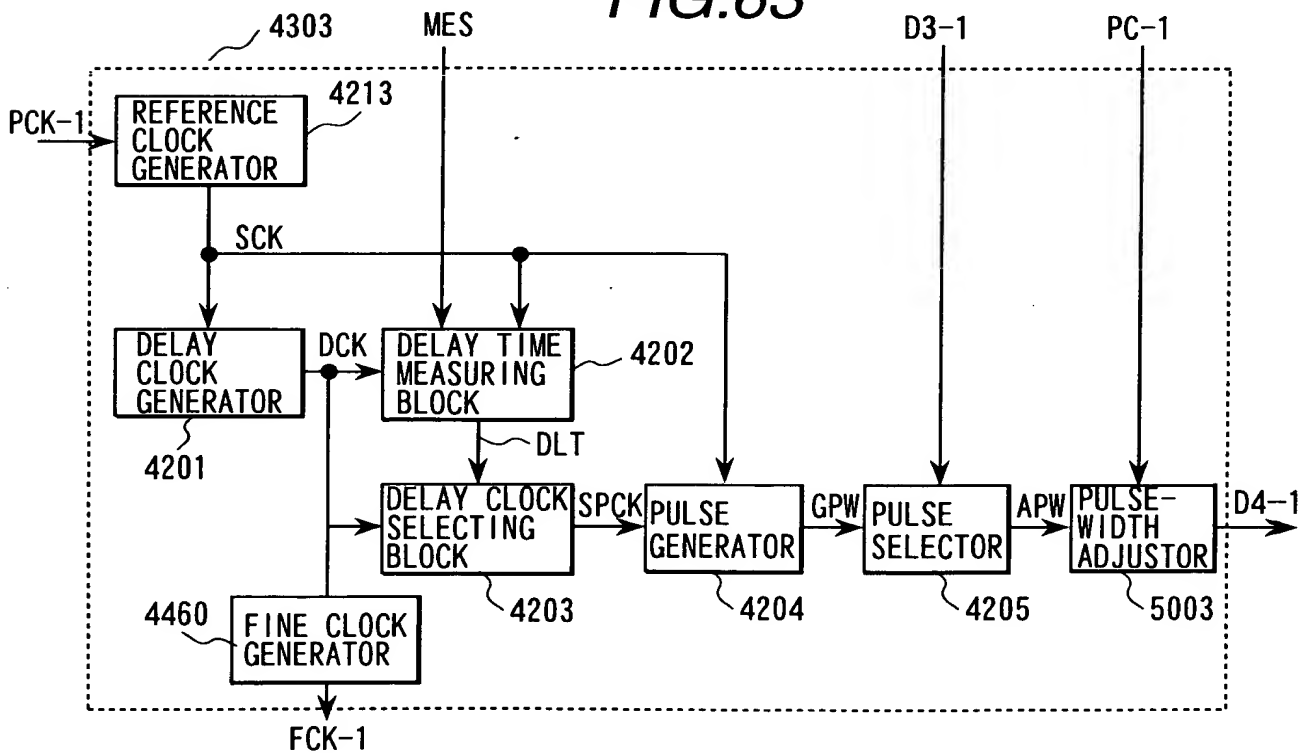 FIG.83
4303
MES
D3-1
PC-1
PCK-1
REFERENCE
CLOCK
GENERATOR
4213
SCK
DELAY
CLOCK
GENERATOR
4201
DCK
DELAY TIME
MEASURING
BLOCK
4202
DLT
DELAY CLOCK
SELECTING
BLOCK
4203
SPCK
PULSE
GENERATOR
4204
GPW
PULSE
SELECTOR
4205
APW
PULSE-
WIDTH
ADJUSTOR
5003
D4-1
4460
FINE CLOCK
GENERATOR
FCK-1